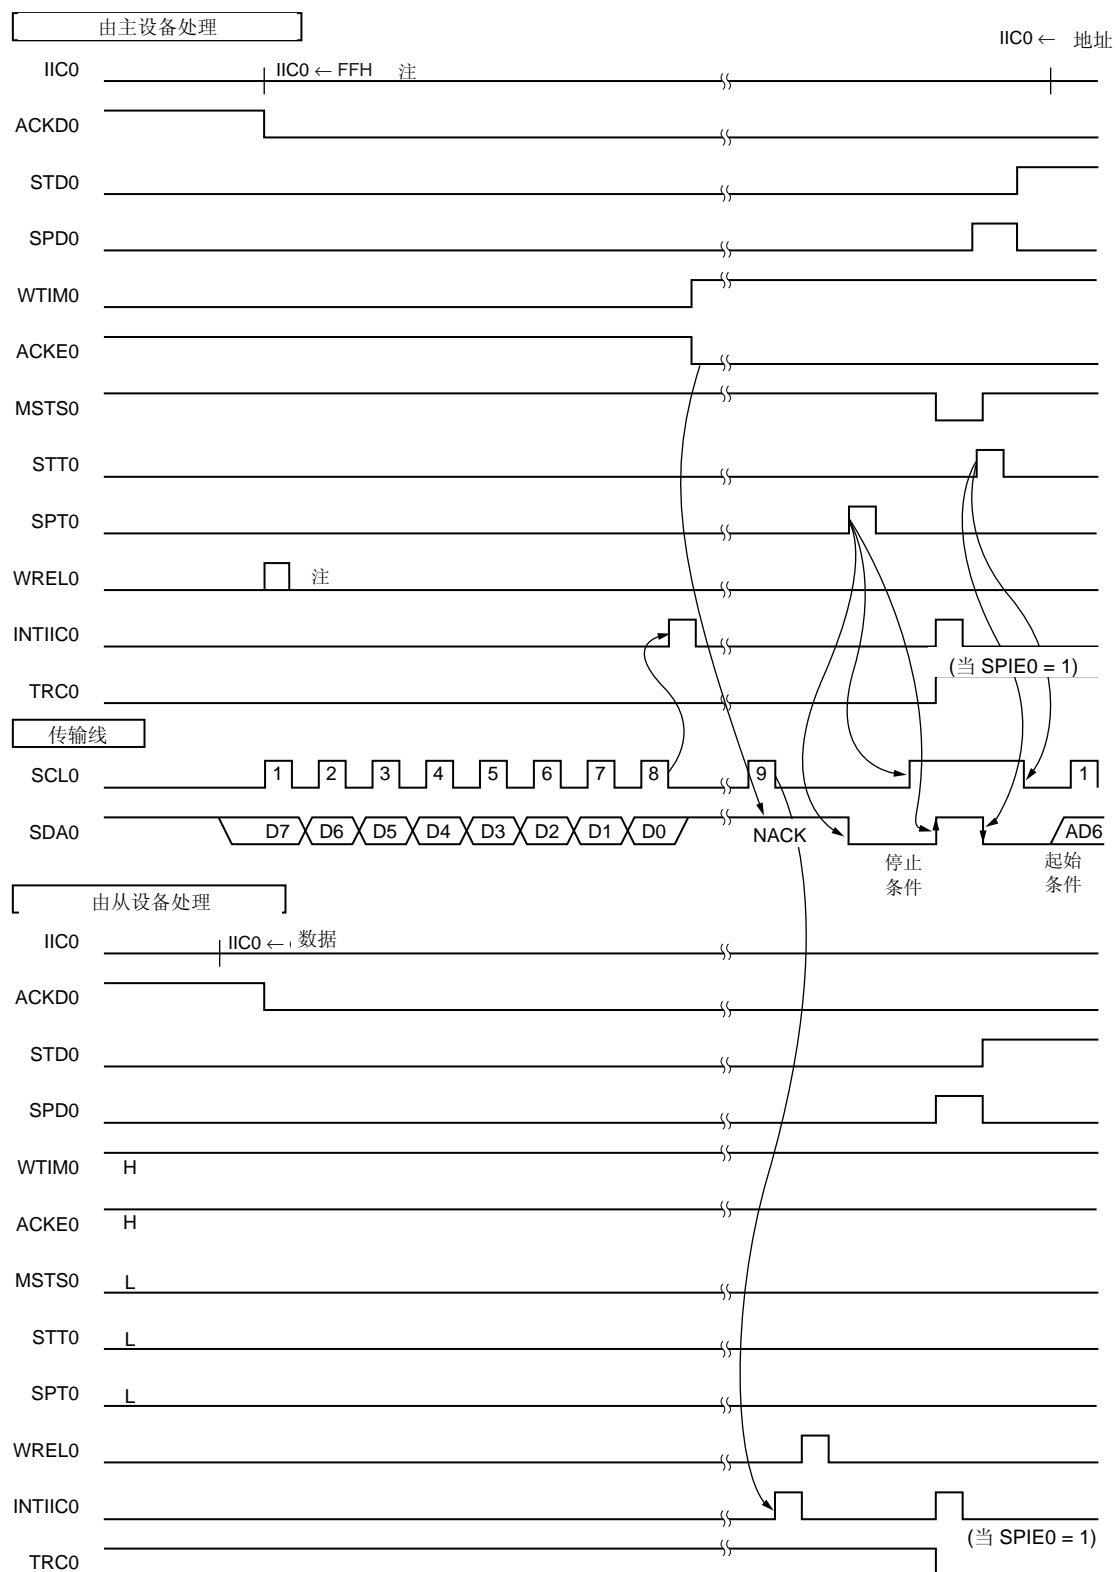 由主设备处理
IIC0 ← 地址
IIC0
IIC0 ← FFH 注
ACKD0
STD0
SPD0
WTIM0
ACKE0
MSTS0
STT0
SPT0
WREL0
注
INTIIC0
(当 SPIE0 = 1)
TRC0
传输线
SCL0
1 2 3 4 5 6 7 8 9 1
SDA0
D7 D6 D5 D4 D3 D2 D1 D0 NACK AD6
停止
条件
起始
条件
由从设备处理
IIC0
IIC0 ← 数据
ACKD0
STD0
SPD0
WTIM0 H
ACKE0 H
MSTS0 L
STT0 L
SPT0 L
WREL0
INTIIC0
(当 SPIE0 = 1)
TRC0